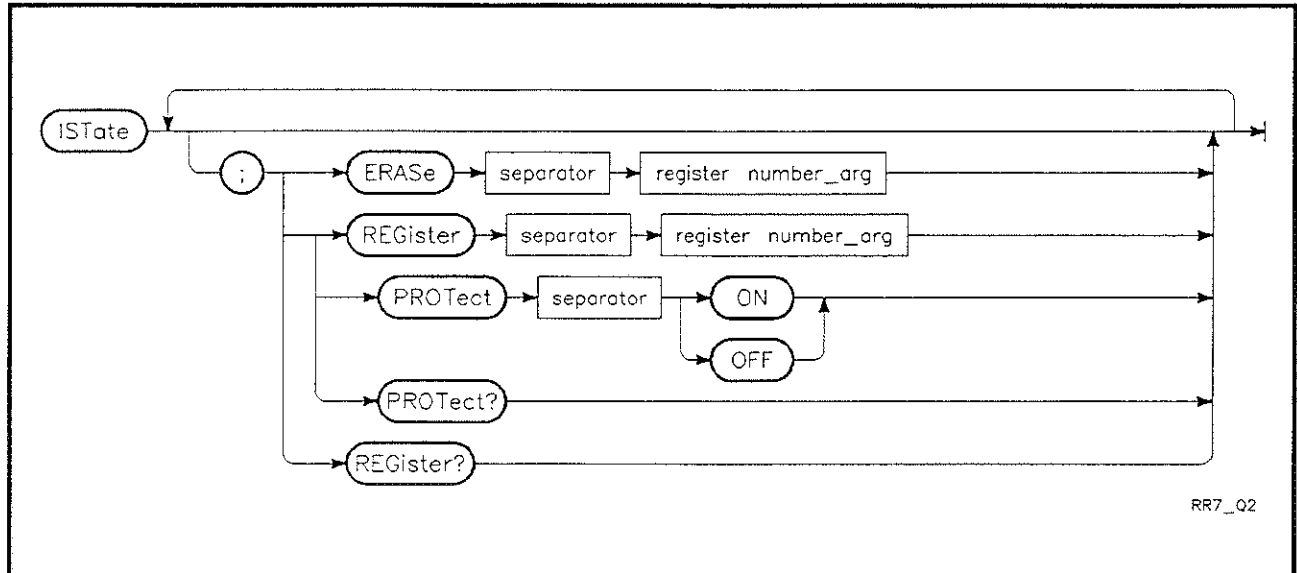 ISTate
;
ERASe separator register number_arg
REGister separator register number_arg
PROTect separator ON
OFF
PROTect?
REGister?
RR7_Q2